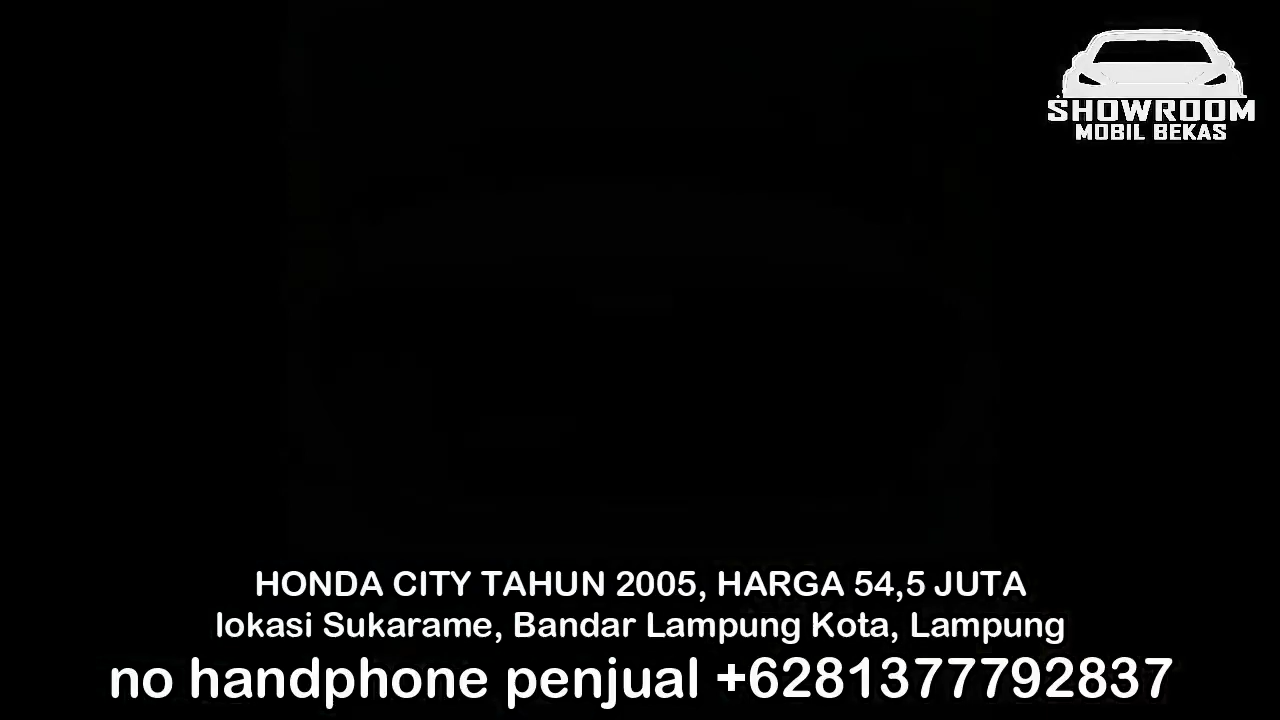 SHOWROOM
MOBIL BEKAS
HONDA CITY TAHUN 2005, HARGA 54,5 JUTA
lokasi Sukarame, Bandar Lampung Kota, Lampung
no handphone penjual +6281377792837